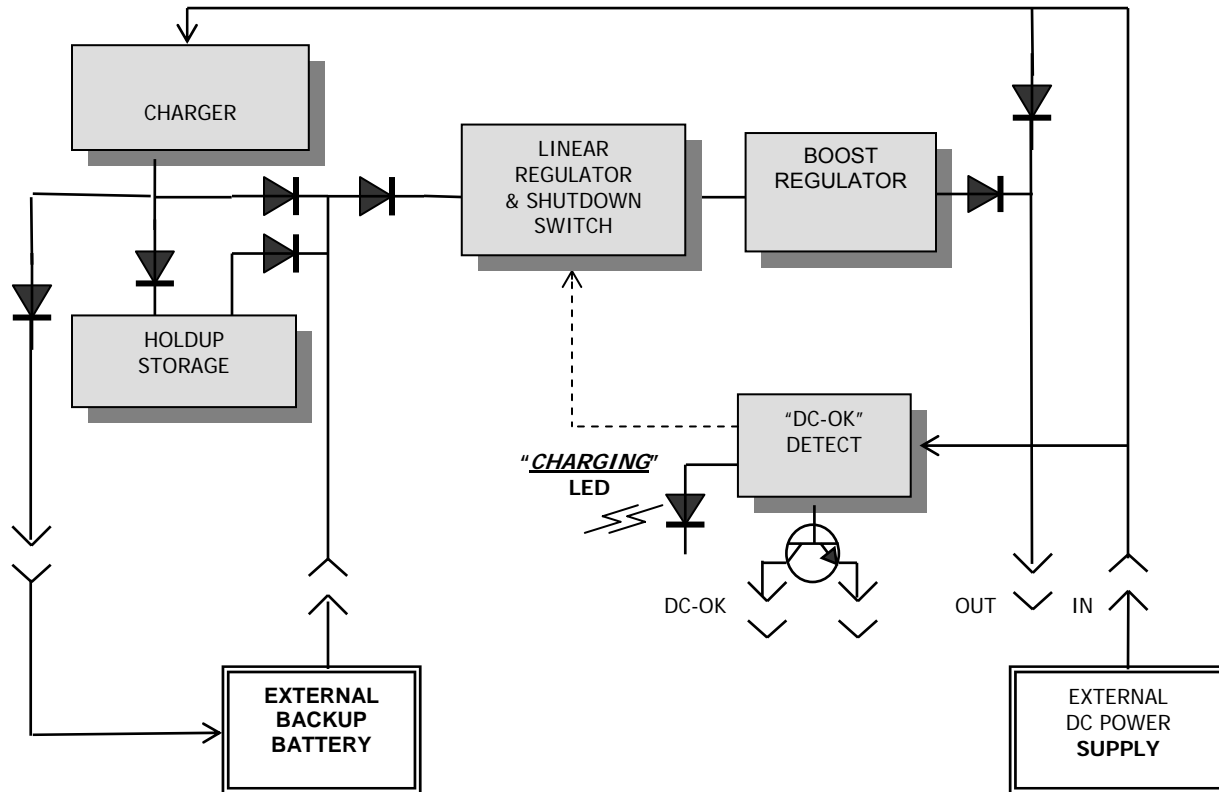 CHARGER
LINEAR
REGULATOR
& SHUTDOWN
SWITCH
BOOST
REGULATOR
HOLDUP
STORAGE
"DC-OK"
DETECT
"CHARGING"
LED
DC-OK
OUT
IN
EXTERNAL
BACKUP
BATTERY
EXTERNAL
DC POWER
SUPPLY